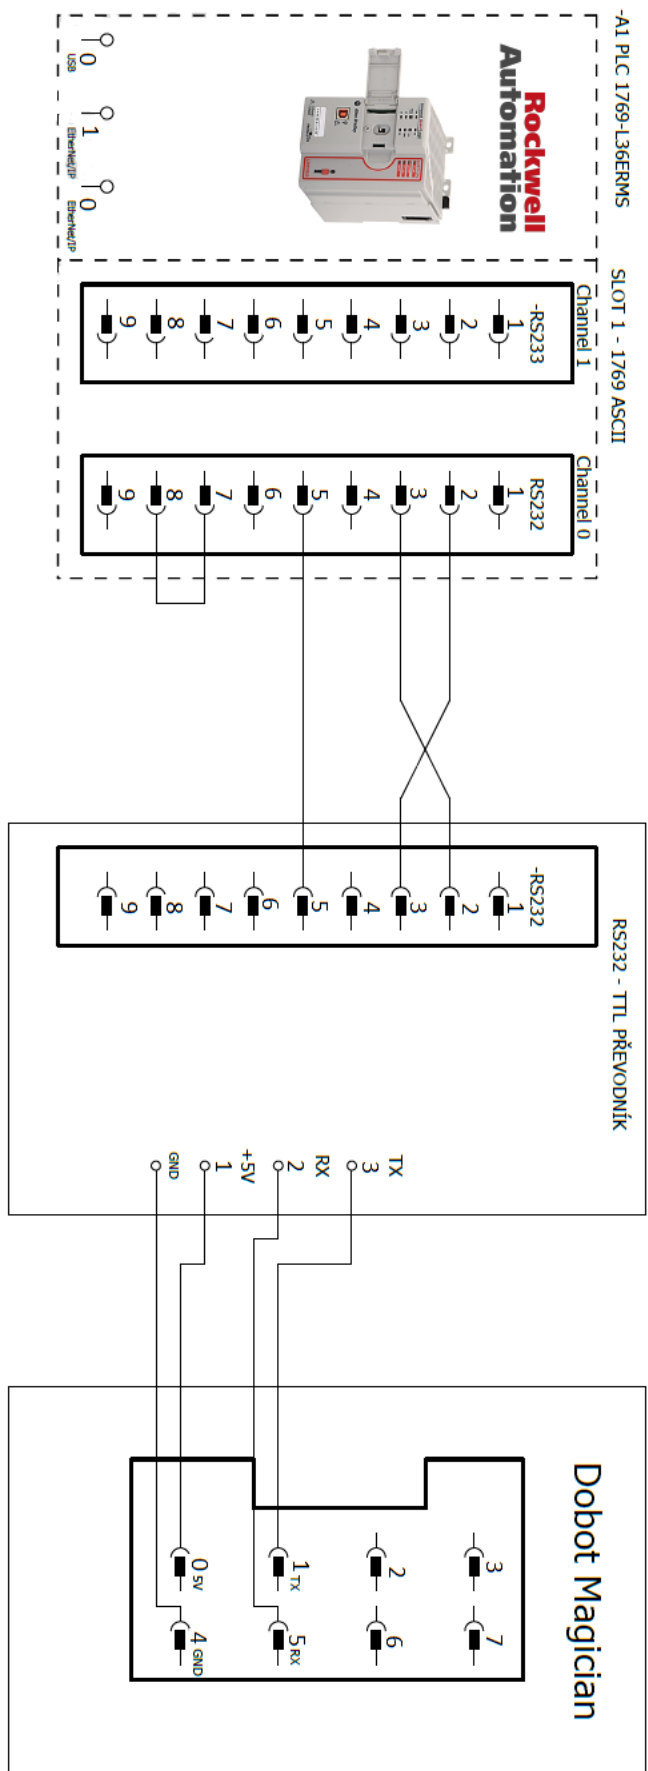 -A1 PLC 1769-L36ERMS
Rockwell
Automation
0
USB
1
EtherNet/IP
0
EtherNet/IP
SLOT 1 - 1769 ASCII
Channel 1
-RS233
1
2
3
4
5
6
7
8
9
Channel 0
RS232
1
2
3
4
5
6
7
8
9
RS232 - TTL PŘEVODNÍK
-RS232
1
2
3
4
5
6
7
8
9
TX
3
RX
2
+5V
1
GND
Dobot Magician
3
2
1 TX
0 5V
7
6
5 RX
4 GND